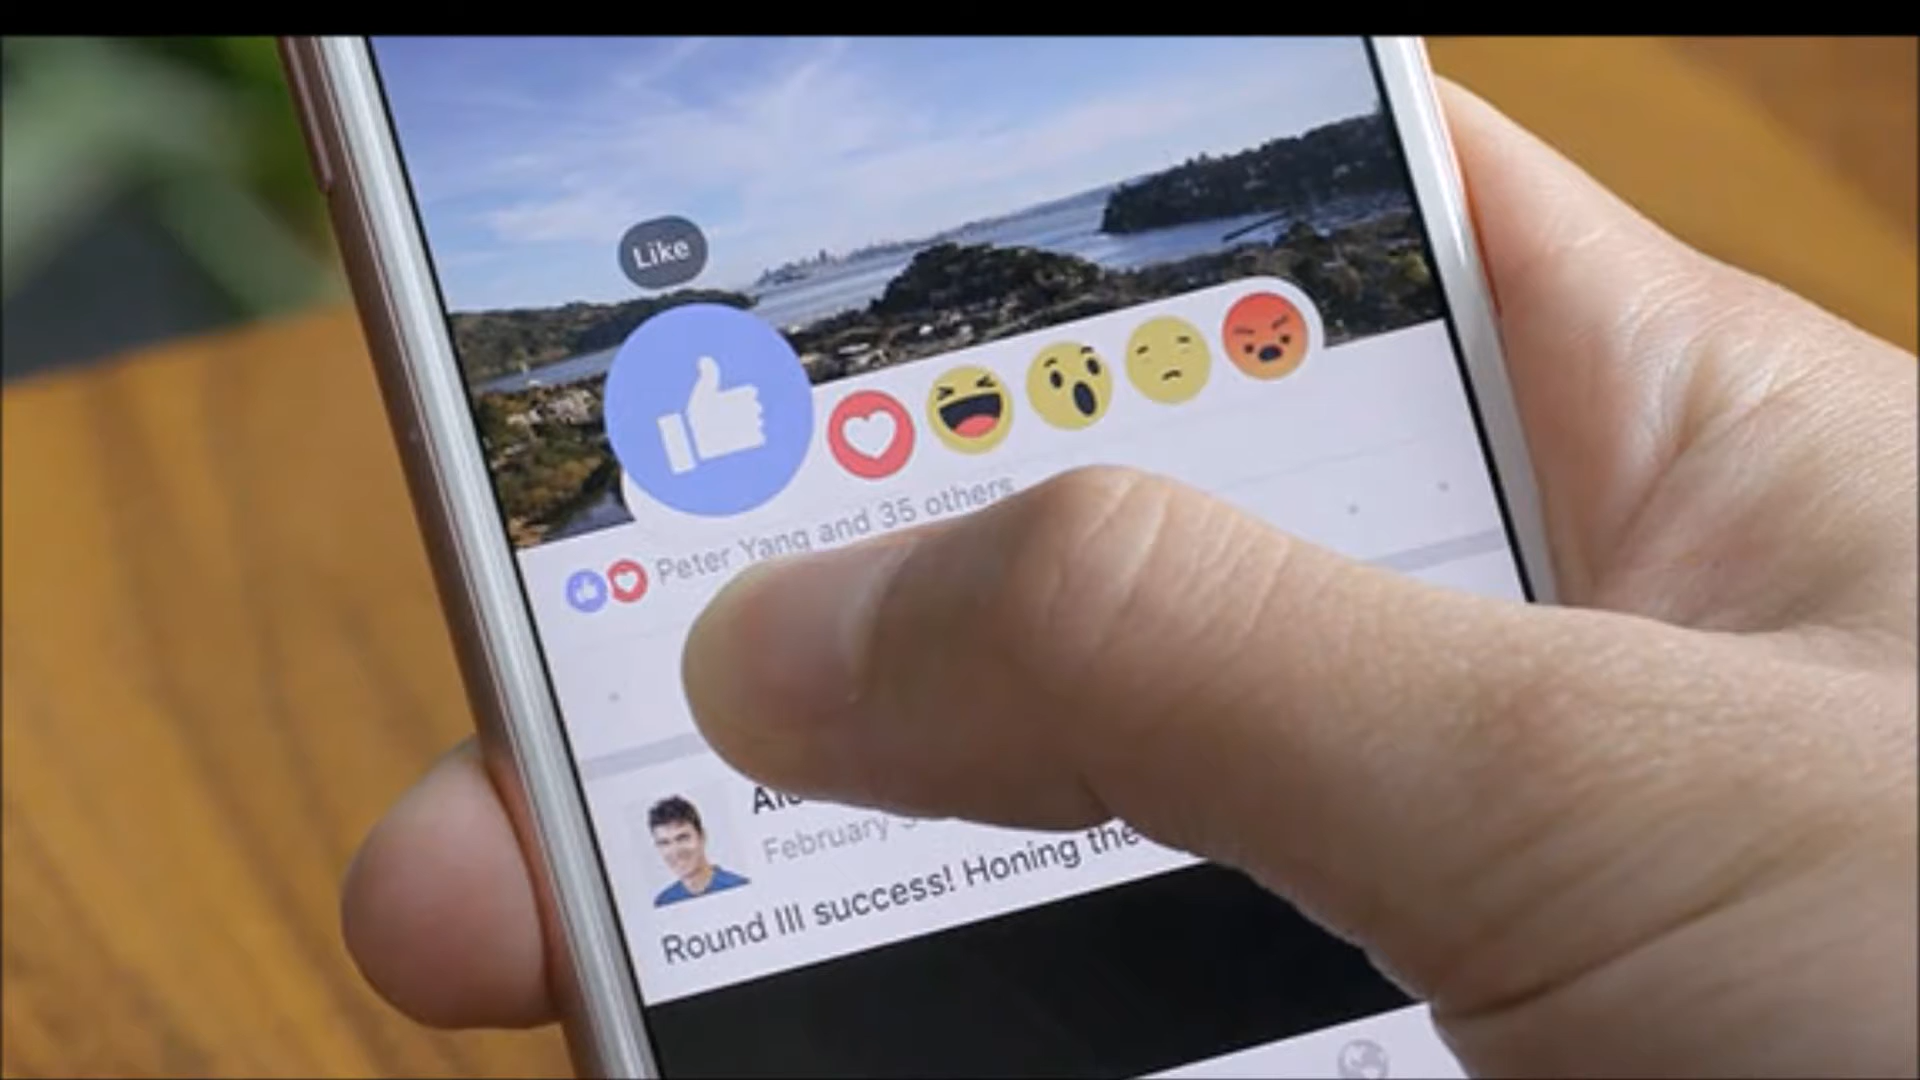 Like
Peter Yang and 35 others
February
Round III success! Honing the